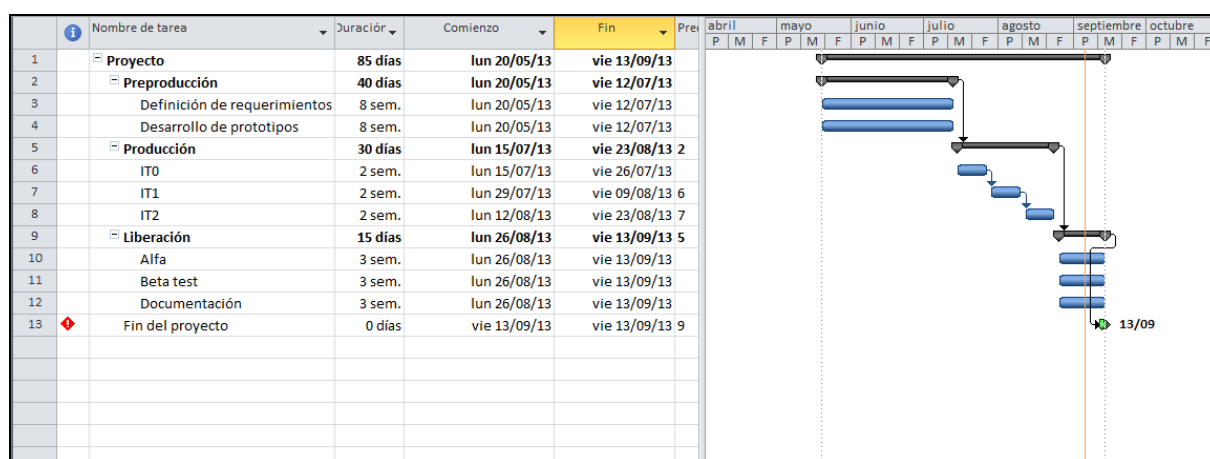 Nombre de tarea Duración Comienzo Fin Pre abril mayo junio julio agosto septiembre octubre
P M F P M F P M F P M F P M F P M F P M F
1 Proyecto 85 días lun 20/05/13 vie 13/09/13
2 Preproducción 40 días lun 20/05/13 vie 12/07/13
3 Definición de requerimientos 8 sem. lun 20/05/13 vie 12/07/13
4 Desarrollo de prototipos 8 sem. lun 20/05/13 vie 12/07/13
5 Producción 30 días lun 15/07/13 vie 23/08/13 2
6 IT0 2 sem. lun 15/07/13 vie 26/07/13
7 IT1 2 sem. lun 29/07/13 vie 09/08/13 6
8 IT2 2 sem. lun 12/08/13 vie 23/08/13 7
9 Liberación 15 días lun 26/08/13 vie 13/09/13 5
10 Alfa 3 sem. lun 26/08/13 vie 13/09/13
11 Beta test 3 sem. lun 26/08/13 vie 13/09/13
12 Documentación 3 sem. lun 26/08/13 vie 13/09/13
13 Fin del proyecto 0 días vie 13/09/13 vie 13/09/13 9 13/09